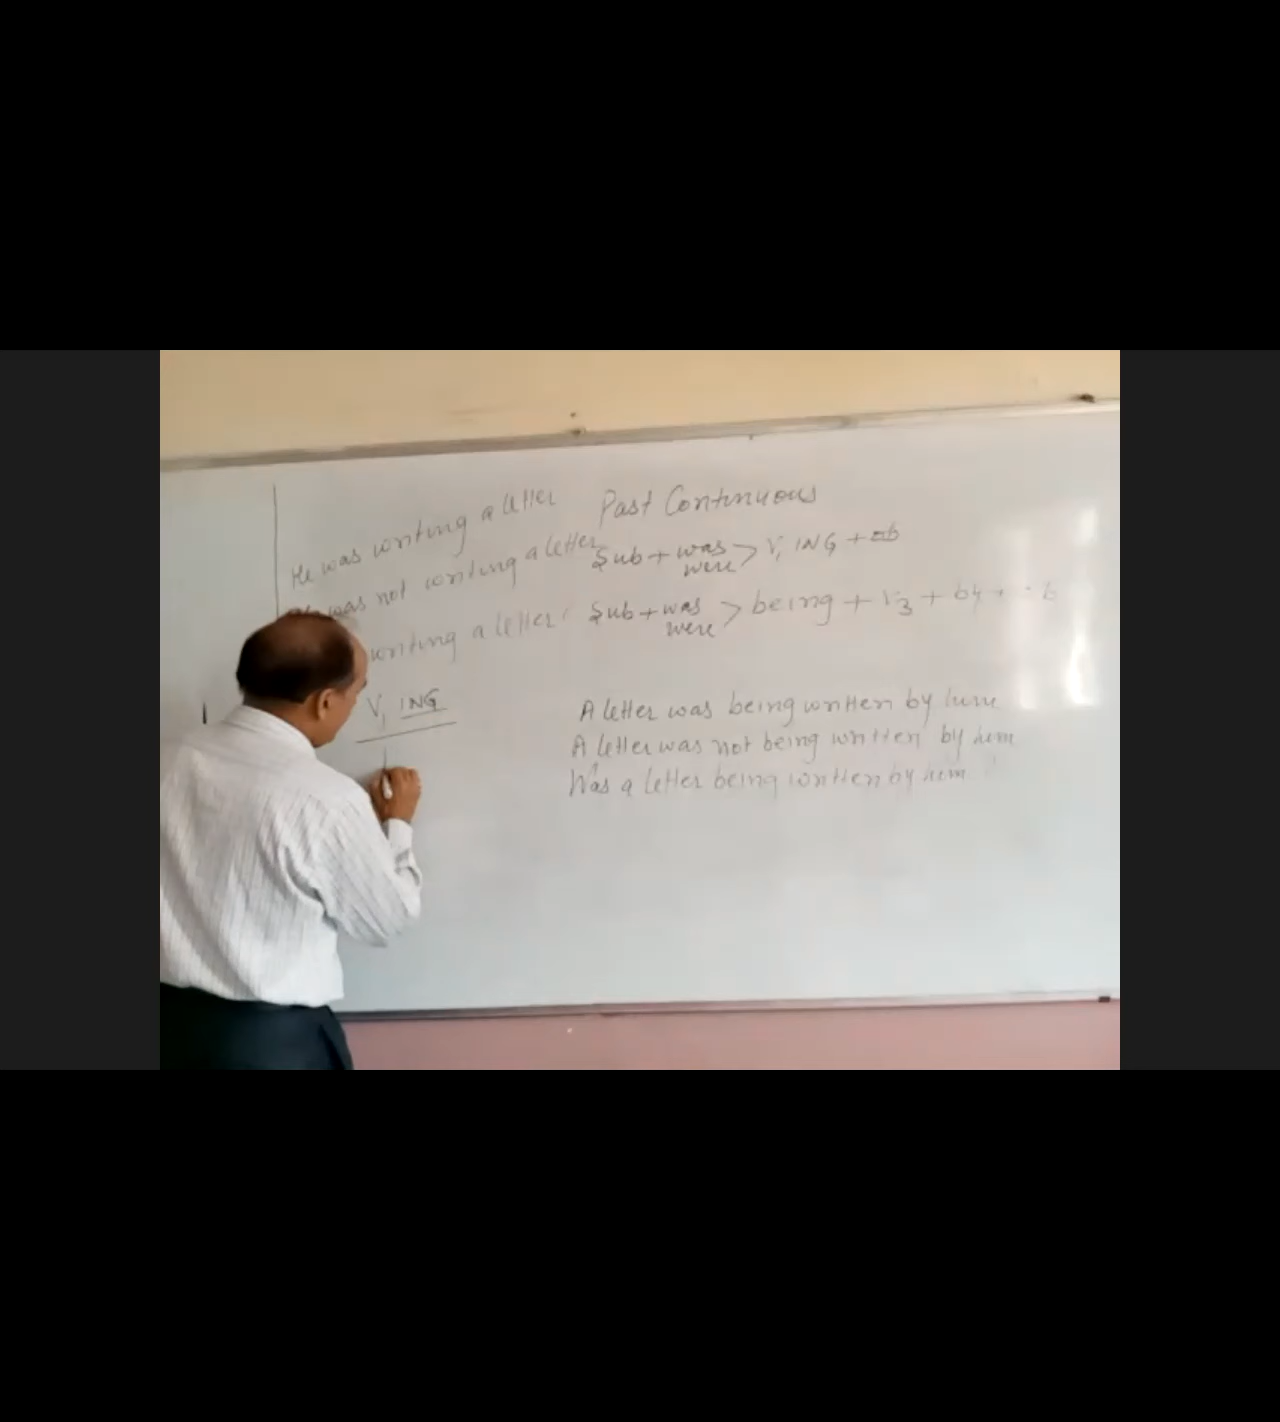 He was writing a letter
was not writing a letter
writing a letter
V1 ING
Past Continuous
Sub + was were > V1 ING + ob
Sub + was were > being + V3 + by + ob
A letter was being written by him
A letter was not being written by him
Was a letter being written by him